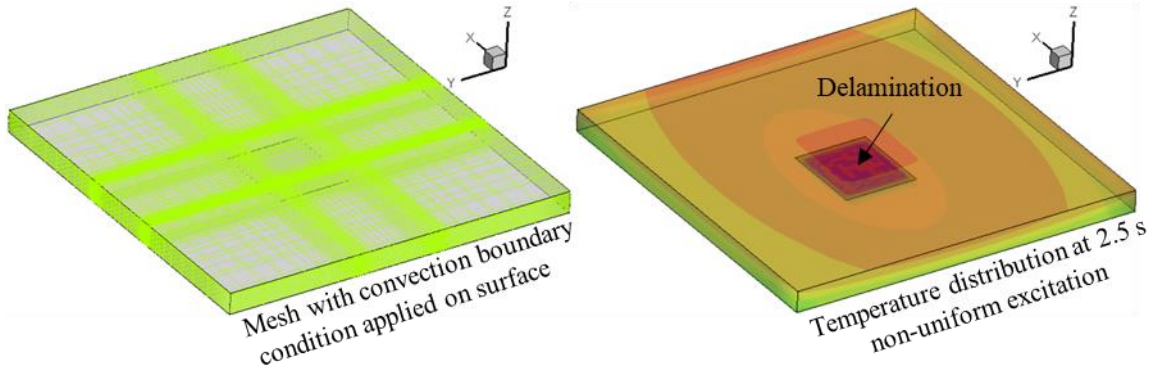 X
Y
Z
Mesh with convection boundary
condition applied on surface
X
Y
Z
Delamination
Temperature distribution at 2.5 s
non-uniform excitation